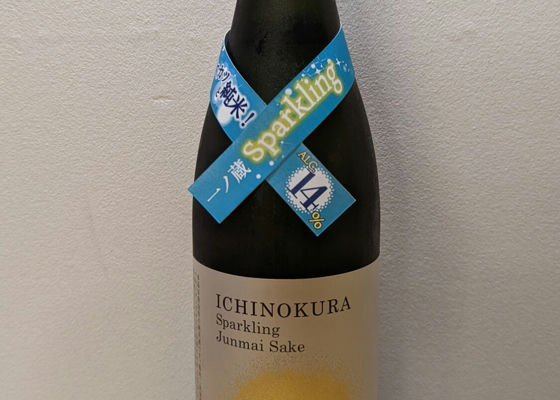 純米!
一ノ蔵 Sparkling
ALC.
14%
ICHINOKURA
Sparkling
Junmai Sake